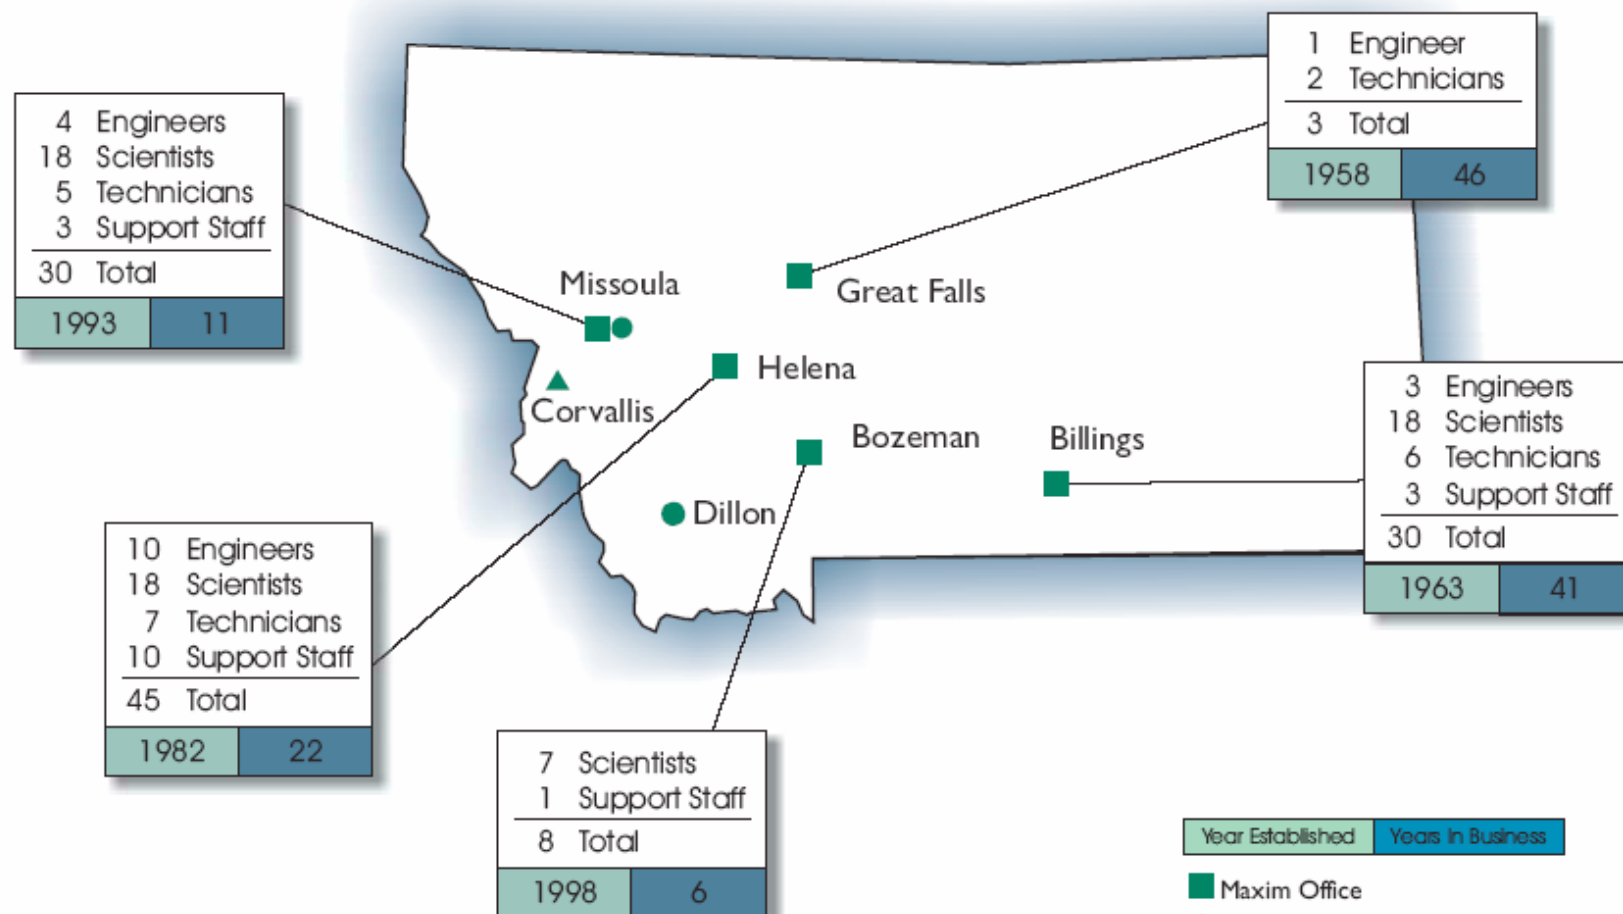 1 Engineer
2 Technicians
3 Total
1958 46
4 Engineers
18 Scientists
5 Technicians
3 Support Staff
30 Total
1993 11
Missoula
Great Falls
Helena
Corvallis
Bozeman
Billings
Dillon
3 Engineers
18 Scientists
6 Technicians
3 Support Staff
30 Total
1963 41
10 Engineers
18 Scientists
7 Technicians
10 Support Staff
45 Total
1982 22
7 Scientists
1 Support Staff
8 Total
1998 6
Year Established Years In Business
Maxim Office